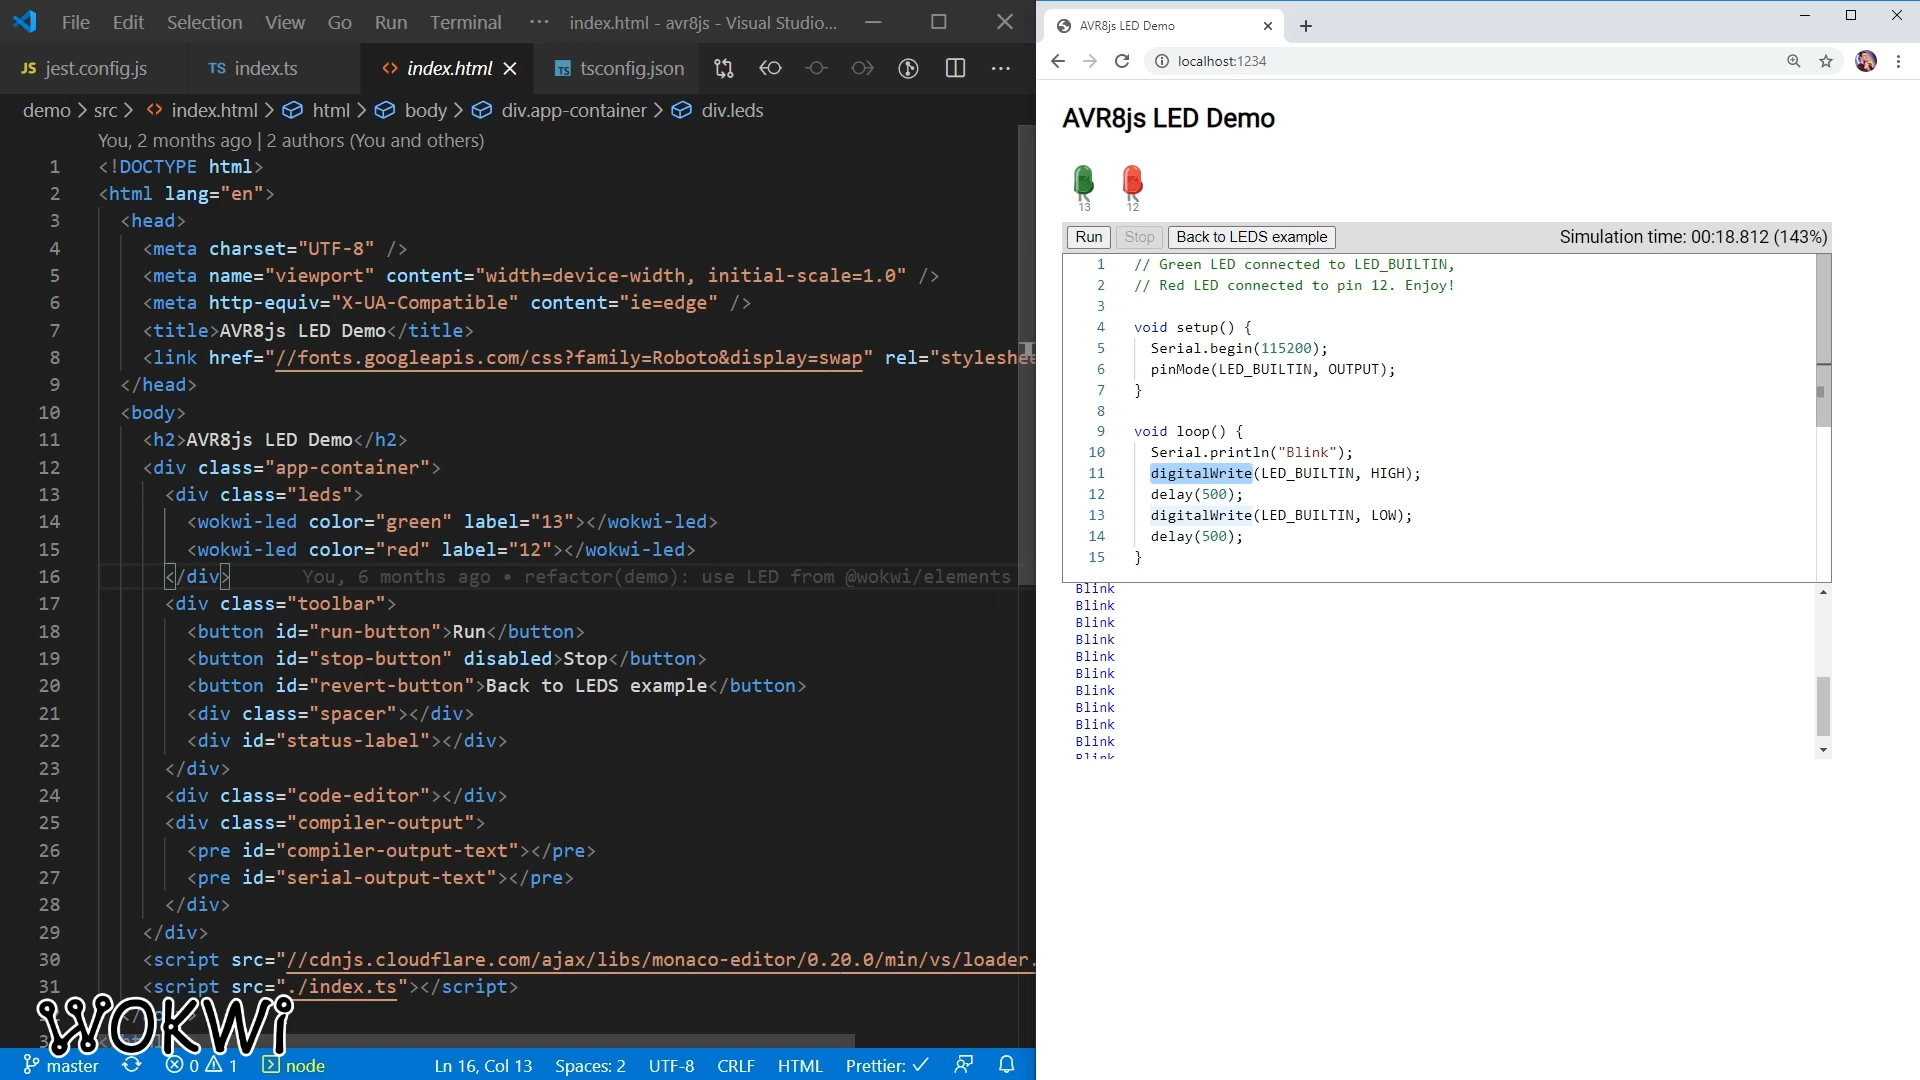 File Edit Selection View Go Run Terminal ··· index.html - avr8js - Visual Studio...
JS jest.config.js TS index.ts <> index.html TS tsconfig.json
demo > src > <> index.html > html > body > div.app-container > div.leds
You, 2 months ago | 2 authors (You and others)
1 <!DOCTYPE html>
2 <html lang="en">
3 <head>
4 <meta charset="UTF-8" />
5 <meta name="viewport" content="width=device-width, initial-scale=1.0" />
6 <meta http-equiv="X-UA-Compatible" content="ie=edge" />
7 <title>AVR8js LED Demo</title>
8 <link href="//fonts.googleapis.com/css?family=Roboto&display=swap" rel="styleshee
9 </head>
10 <body>
11 <h2>AVR8js LED Demo</h2>
12 <div class="app-container">
13 <div class="leds">
14 <wokwi-led color="green" label="13"></wokwi-led>
15 <wokwi-led color="red" label="12"></wokwi-led>
16 </div> You, 6 months ago • refactor(demo): use LED from @wokwi/elements
17 <div class="toolbar">
18 <button id="run-button">Run</button>
19 <button id="stop-button" disabled>Stop</button>
20 <button id="revert-button">Back to LEDS example</button>
21 <div class="spacer"></div>
22 <div id="status-label"></div>
23 </div>
24 <div class="code-editor"></div>
25 <div class="compiler-output">
26 <pre id="compiler-output-text"></pre>
27 <pre id="serial-output-text"></pre>
28 </div>
29 </div>
30 <script src="//cdnjs.cloudflare.com/ajax/libs/monaco-editor/0.20.0/min/vs/loader.
31 <script src="./index.ts"></script>
WOKWI
master 0 1 node Ln 16, Col 13 Spaces: 2 UTF-8 CRLF HTML Prettier: ✓
AVR8js LED Demo
localhost:1234
AVR8js LED Demo
13 12
Run Stop Back to LEDS example Simulation time: 00:18.812 (143%)
1 // Green LED connected to LED_BUILTIN,
2 // Red LED connected to pin 12. Enjoy!
3
4 void setup() {
5 Serial.begin(115200);
6 pinMode(LED_BUILTIN, OUTPUT);
7 }
8
9 void loop() {
10 Serial.println("Blink");
11 digitalWrite(LED_BUILTIN, HIGH);
12 delay(500);
13 digitalWrite(LED_BUILTIN, LOW);
14 delay(500);
15 }
Blink
Blink
Blink
Blink
Blink
Blink
Blink
Blink
Blink
Blink
Blink